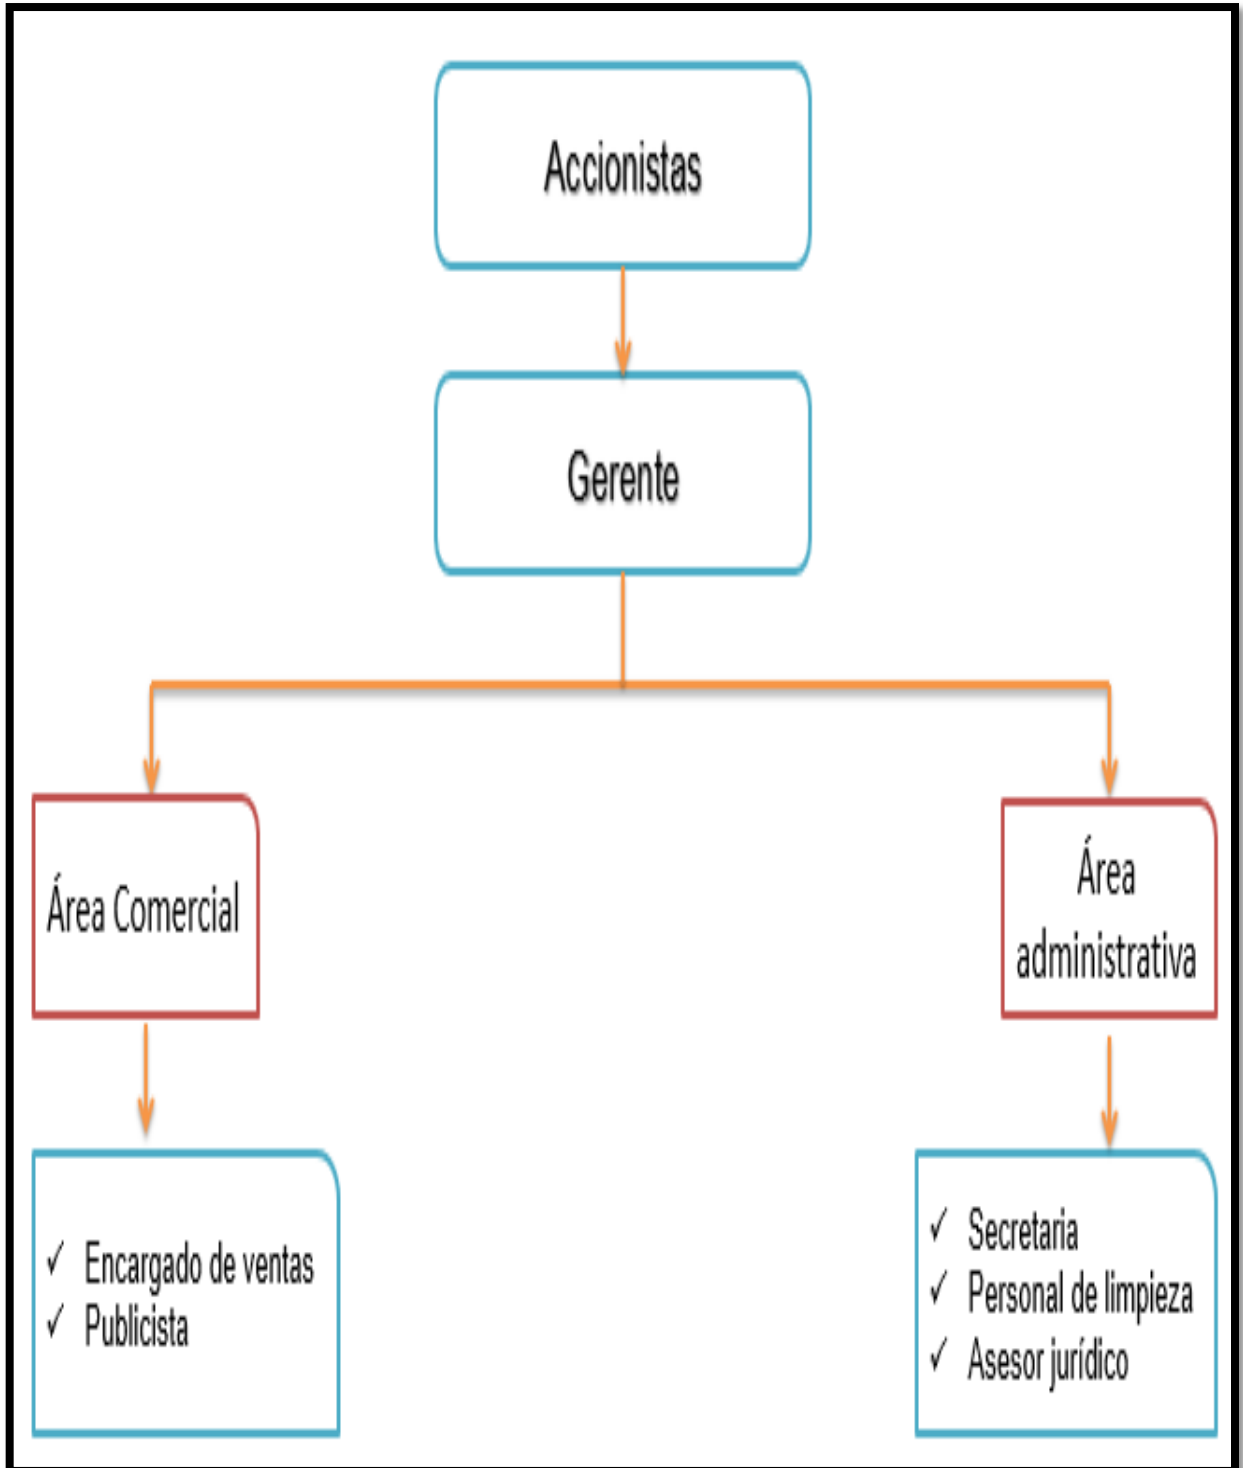 Accionistas
Gerente
Área Comercial
Área
administrativa
✓ Encargado de ventas
✓ Publicista
✓ Secretaria
✓ Personal de limpieza
✓ Asesor jurídico